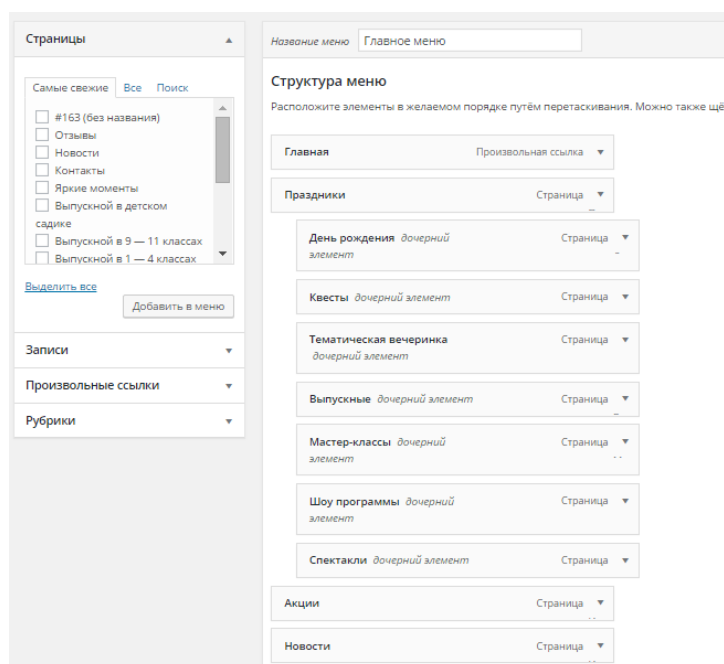 Страницы
Самые свежие Все Поиск
#163 (без названия)
Отзывы
Новости
Контакты
Яркие моменты
Выпускной в детском
садике
Выпускной в 9 — 11 классах
Выпускной в 1 — 4 классах
Выделить все
Добавить в меню
Записи
Произвольные ссылки
Рубрики
Название меню Главное меню
Структура меню
Расположите элементы в желаемом порядке путём перетаскивания. Можно также щё
Главная Произвольная ссылка
Праздники Страница
День рождения дочерний Страница
элемент
Квесты дочерний элемент Страница
Тематическая вечеринка Страница
дочерний элемент
Выпускные дочерний элемент Страница
Мастер-классы дочерний Страница
элемент
Шоу программы дочерний Страница
элемент
Спектакли дочерний элемент Страница
Акции Страница
Новости Страница